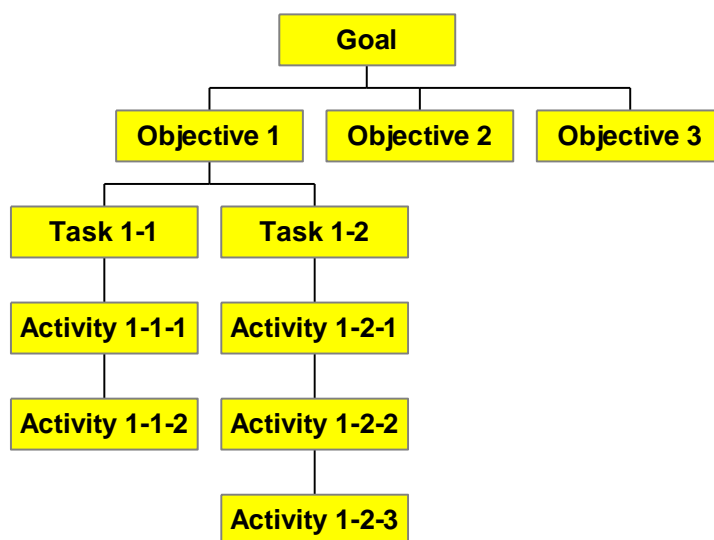 Goal
Objective 1
Objective 2
Objective 3
Task 1-1
Task 1-2
Activity 1-1-1
Activity 1-2-1
Activity 1-1-2
Activity 1-2-2
Activity 1-2-3